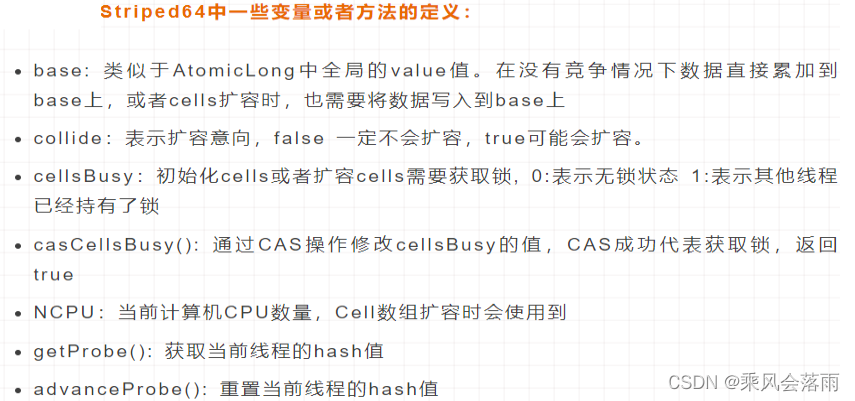 Striped64中一些变量或者方法的定义：
base: 类似于AtomicLong中全局的value值。在没有竞争情况下数据直接累加到
base上，或者cells扩容时，也需要将数据写入到base上
collide：表示扩容意向，false 一定不会扩容，true可能会扩容。
cellsBusy：初始化cells或者扩容cells需要获取锁，0:表示无锁状态 1:表示其他线程
已经持有了锁
casCellsBusy(): 通过CAS操作修改cellsBusy的值，CAS成功代表获取锁，返回
true
NCPU：当前计算机CPU数量，Cell数组扩容时会使用到
getProbe(): 获取当前线程的hash值
advanceProbe(): 重置当前线程的hash值
CSDN @乘风会落雨